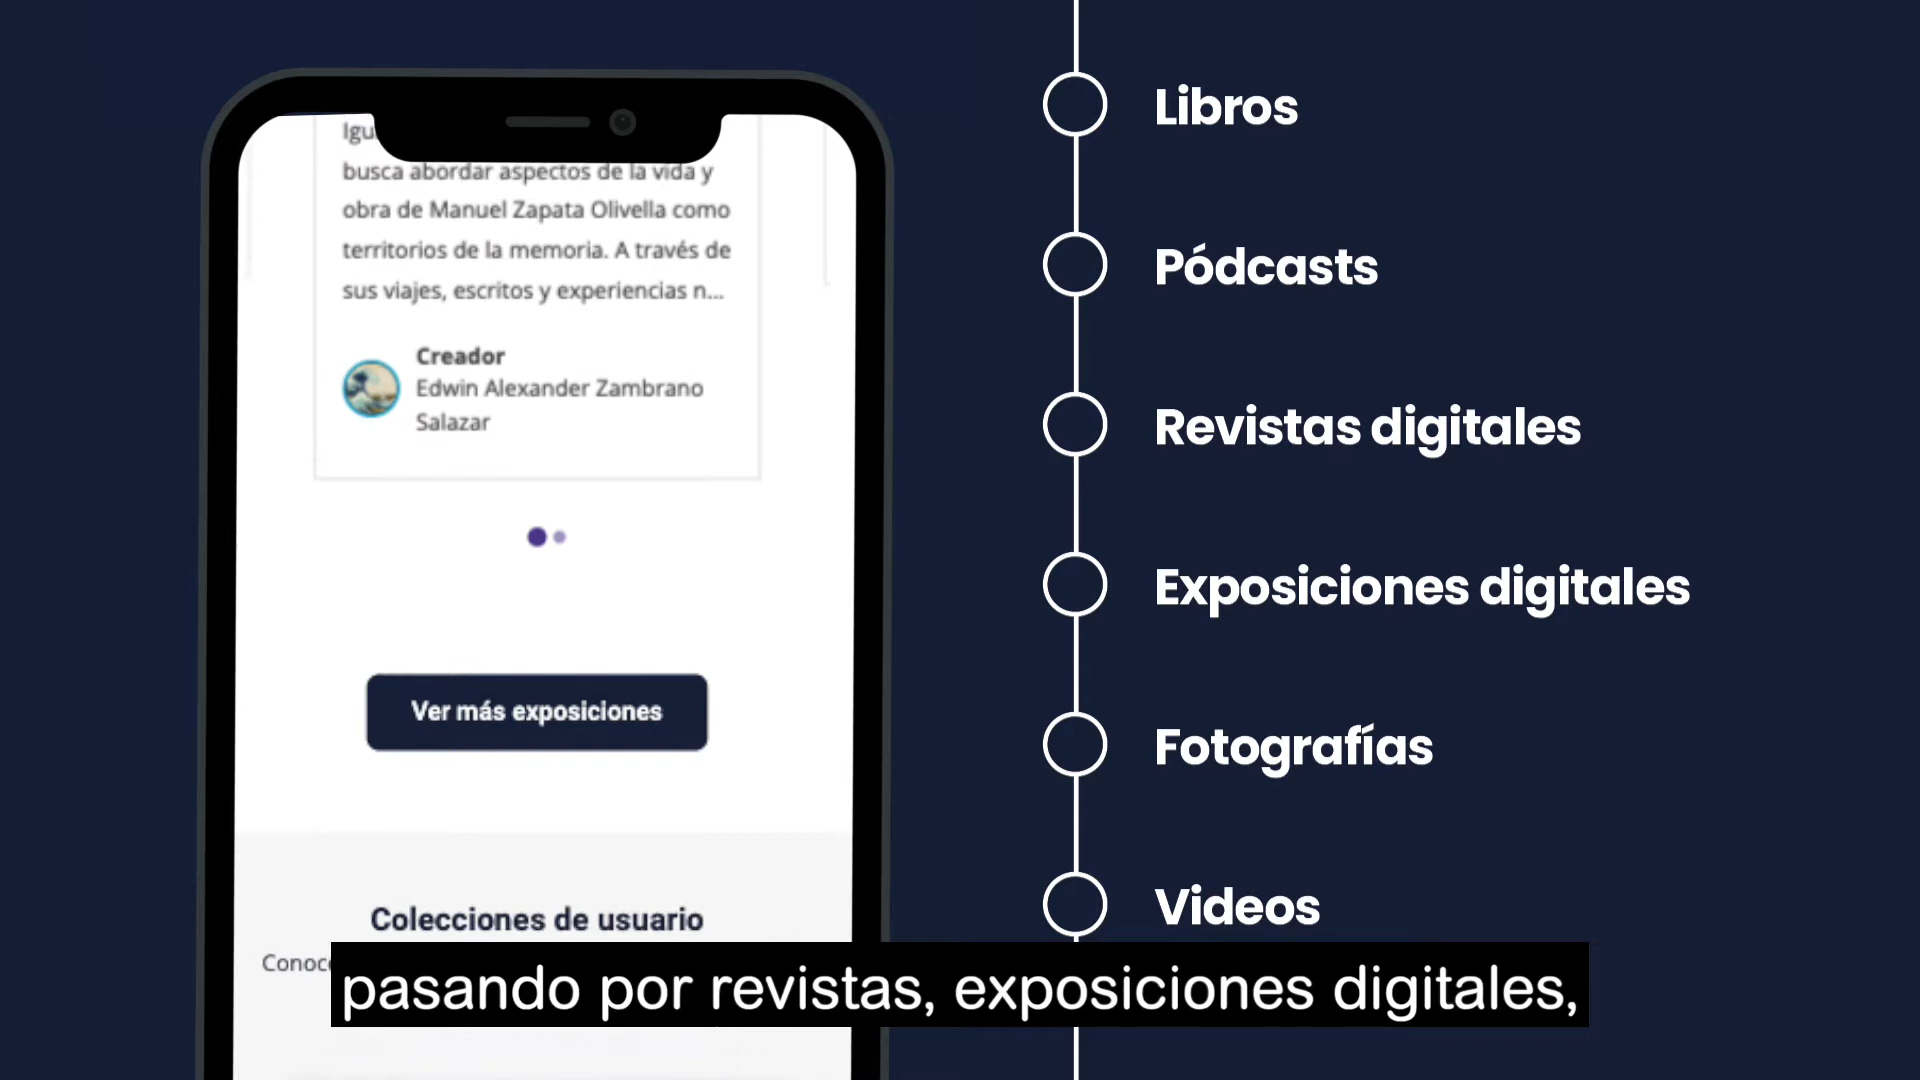 Igu
busca abordar aspectos de la vida y
obra de Manuel Zapata Olivella como
territorios de la memoria. A través de
sus viajes, escritos y experiencias n...
Creador
Edwin Alexander Zambrano
Salazar
Ver más exposiciones
Colecciones de usuario
Conoc
Libros
Pódcasts
Revistas digitales
Exposiciones digitales
Fotografías
Videos
pasando por revistas, exposiciones digitales,